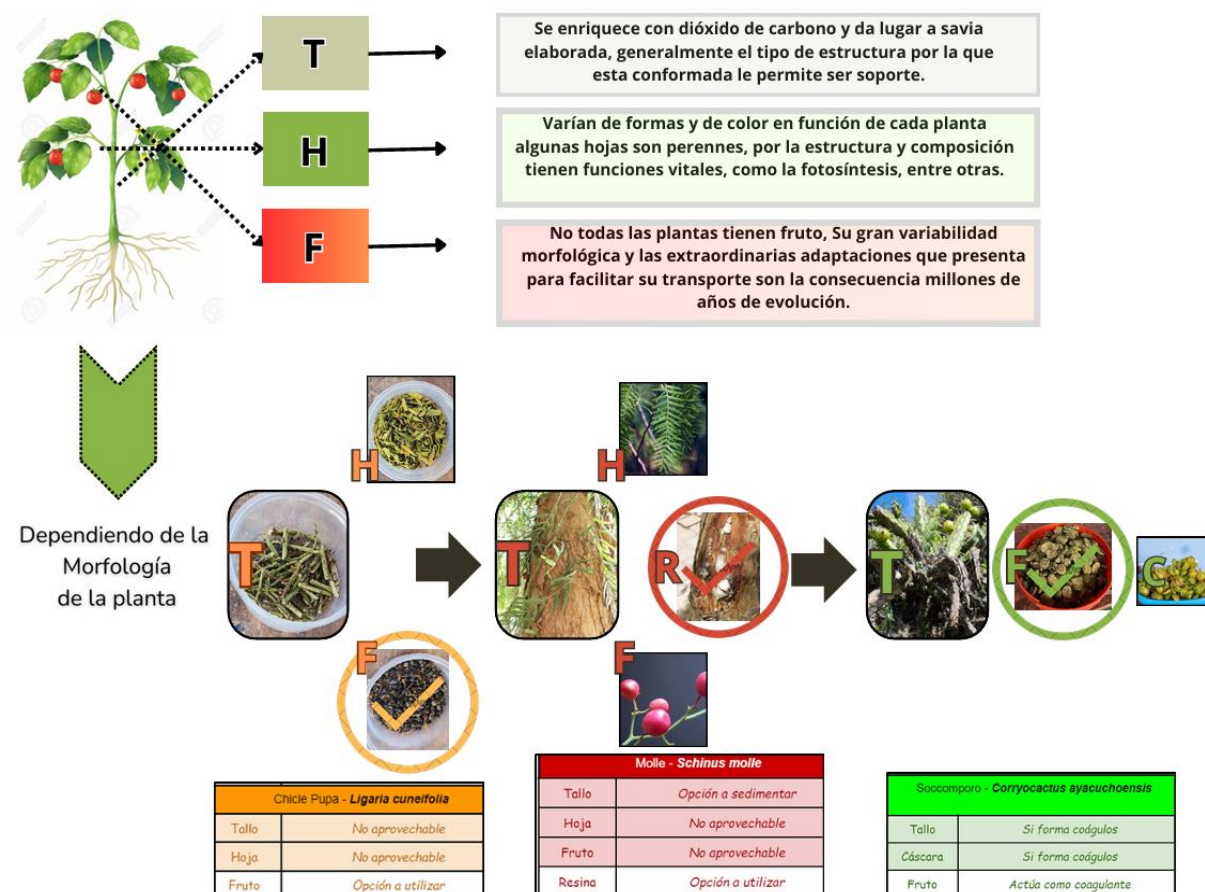 T
Se enriquece con dióxido de carbono y da lugar a savia
elaborada, generalmente el tipo de estructura por la que
esta conformada le permite ser soporte.
H
Varían de formas y de color en función de cada planta
algunas hojas son perennes, por la estructura y composición
tienen funciones vitales, como la fotosíntesis, entre otras.
F
No todas las plantas tienen fruto, Su gran variabilidad
morfológica y las extraordinarias adaptaciones que presenta
para facilitar su transporte son la consecuencia millones de
años de evolución.
Dependiendo de la
Morfología
de la planta
H
T
F
H
T
R
F
T
F
C
Chicle Pupa - Ligaria cuneifolia
Tallo No aprovechable
Hoja No aprovechable
Fruto Opción a utilizar
Molle - Schinus molle
Tallo Opción a sedimentar
Hoja No aprovechable
Fruto No aprovechable
Resina Opción a utilizar
Soccomporo - Corryocactus ayacuchoensis
Tallo Si forma coágulos
Cáscara Si forma coágulos
Fruto Actúa como coagulante